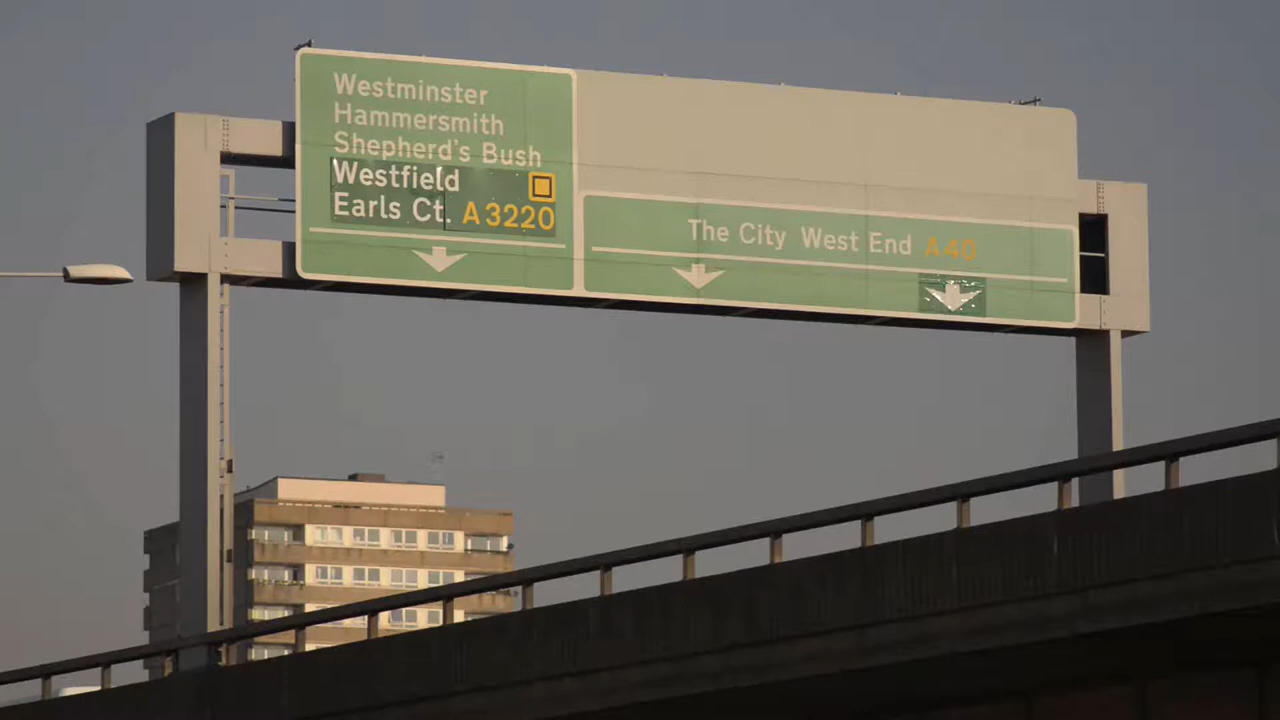 Westminster
Hammersmith
Shepherd's Bush
Westfield
Earls Ct. A3220
The City West End A40